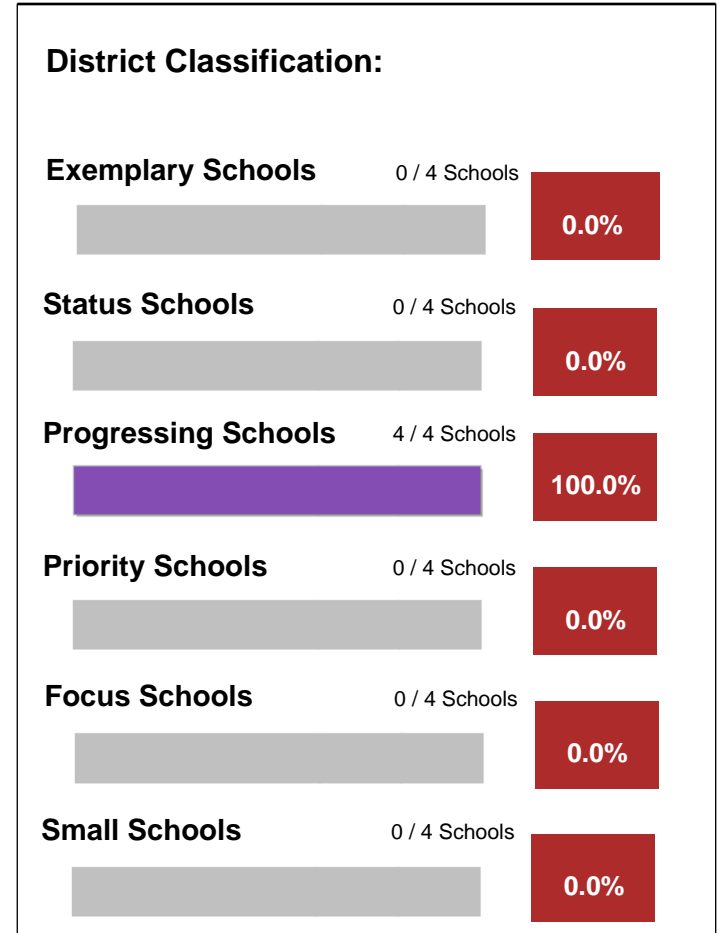 District Classification:
Exemplary Schools 0 / 4 Schools
0.0%
Status Schools 0 / 4 Schools
0.0%
Progressing Schools 4 / 4 Schools
100.0%
Priority Schools 0 / 4 Schools
0.0%
Focus Schools 0 / 4 Schools
0.0%
Small Schools 0 / 4 Schools
0.0%